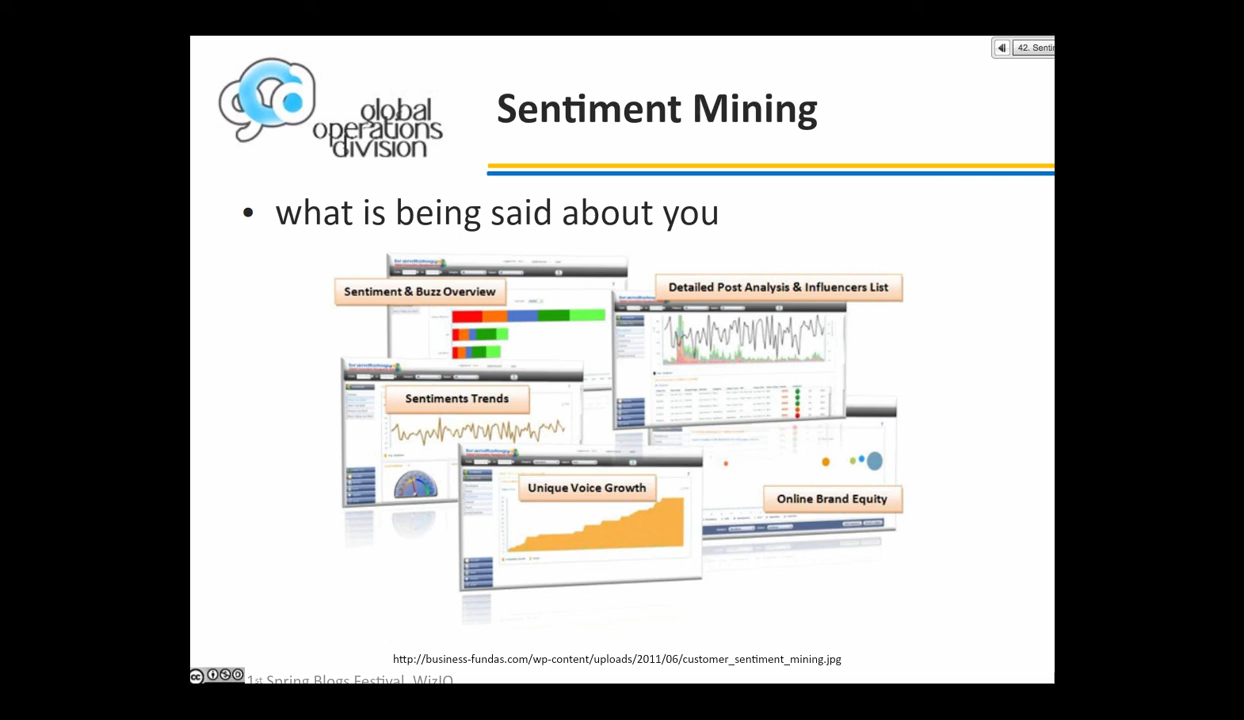 42. Senti
global
operations
division
Sentiment Mining
• what is being said about you
Sentiment & Buzz Overview
Detailed Post Analysis & Influencers List
Sentiments Trends
Unique Voice Growth
Online Brand Equity
http://business-fundas.com/wp-content/uploads/2011/06/customer_sentiment_mining.jpg
1st Spring Blogs Festival, WizIQ